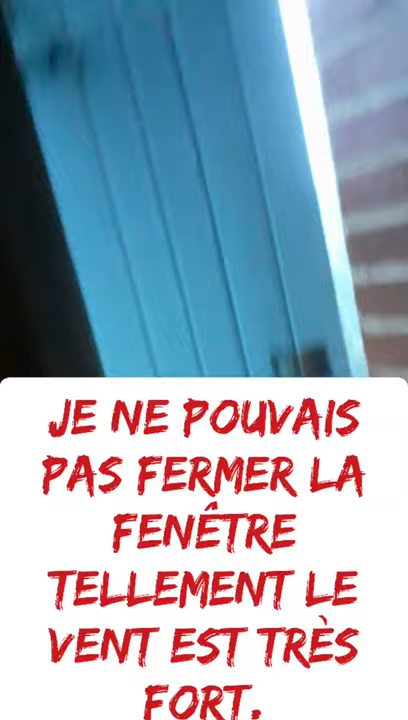 JE NE POUVAIS
PAS FERMER LA
FENÊTRE
TELLEMENT LE
VENT EST TRÈS
FORT.